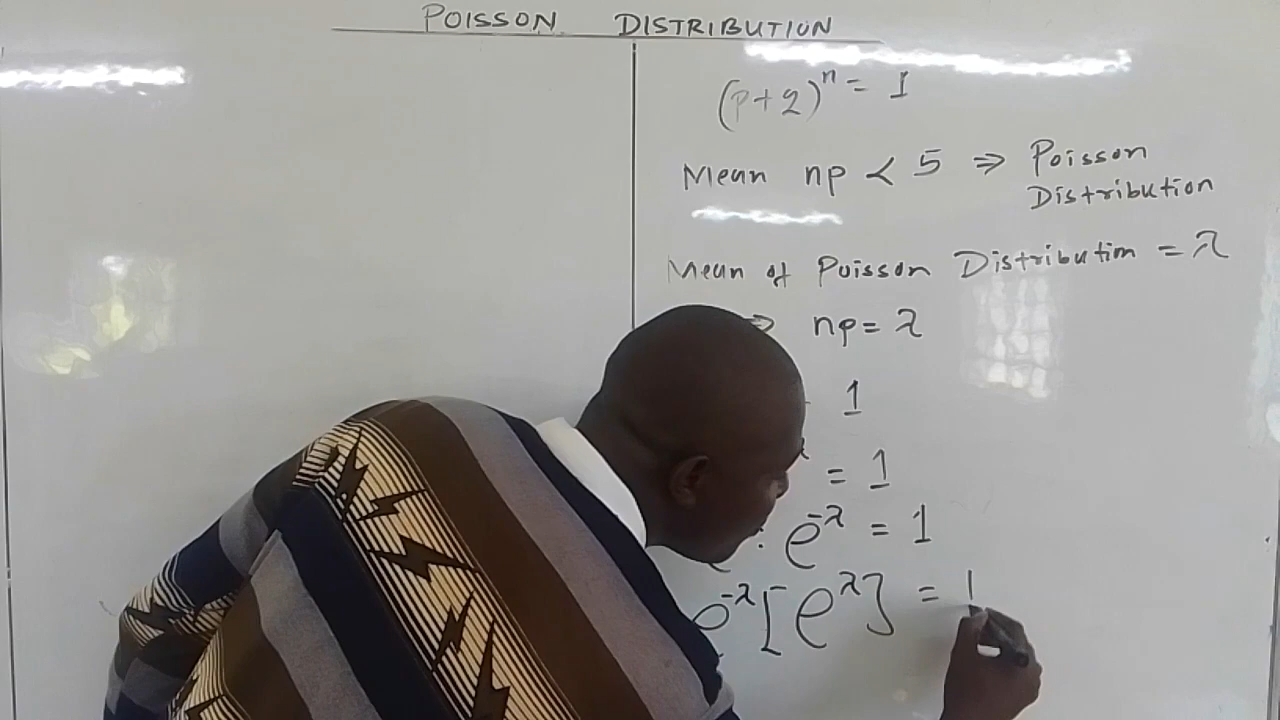 POISSON DISTRIBUTION
(p+q)ⁿ = 1
Mean np < 5 ⇒ Poisson
Distribution
Mean of Poisson Distribution = λ
⇒ np = λ
1
= 1
. e^-λ = 1
e^-λ [e^λ] = 1